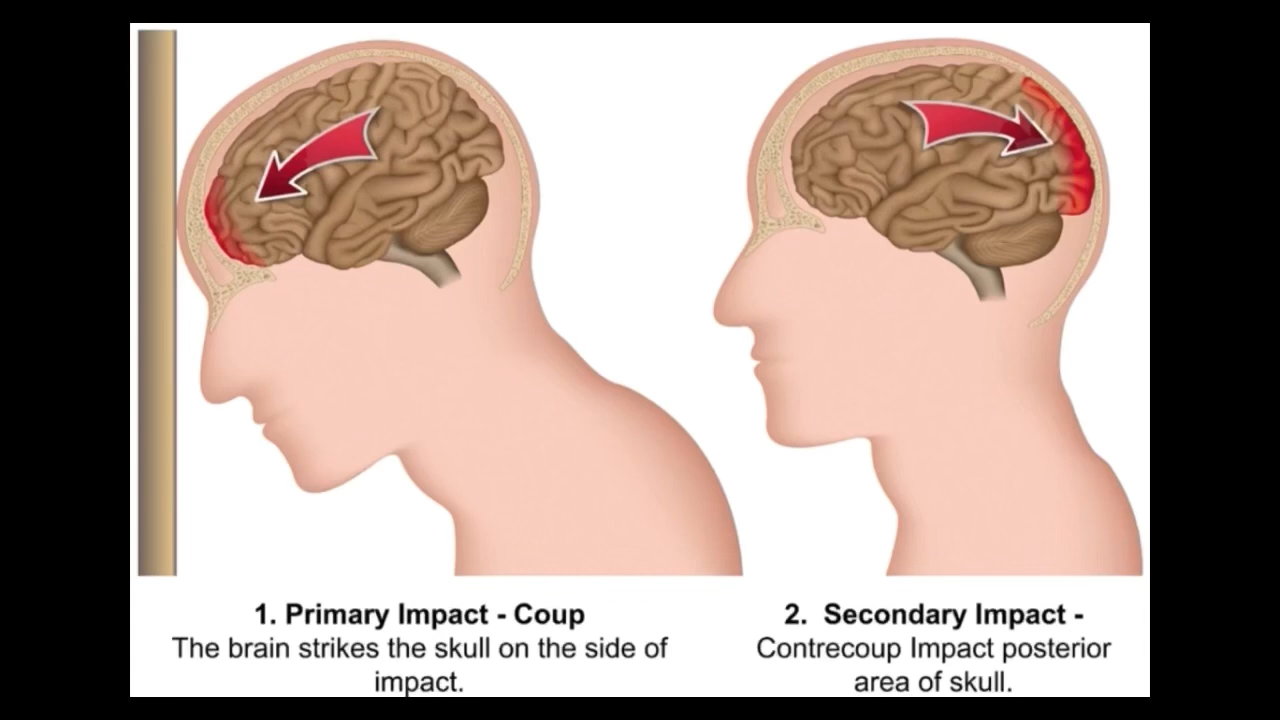 1. Primary Impact - Coup
The brain strikes the skull on the side of
impact.
2.  Secondary Impact -
Contrecoup Impact posterior
area of skull.